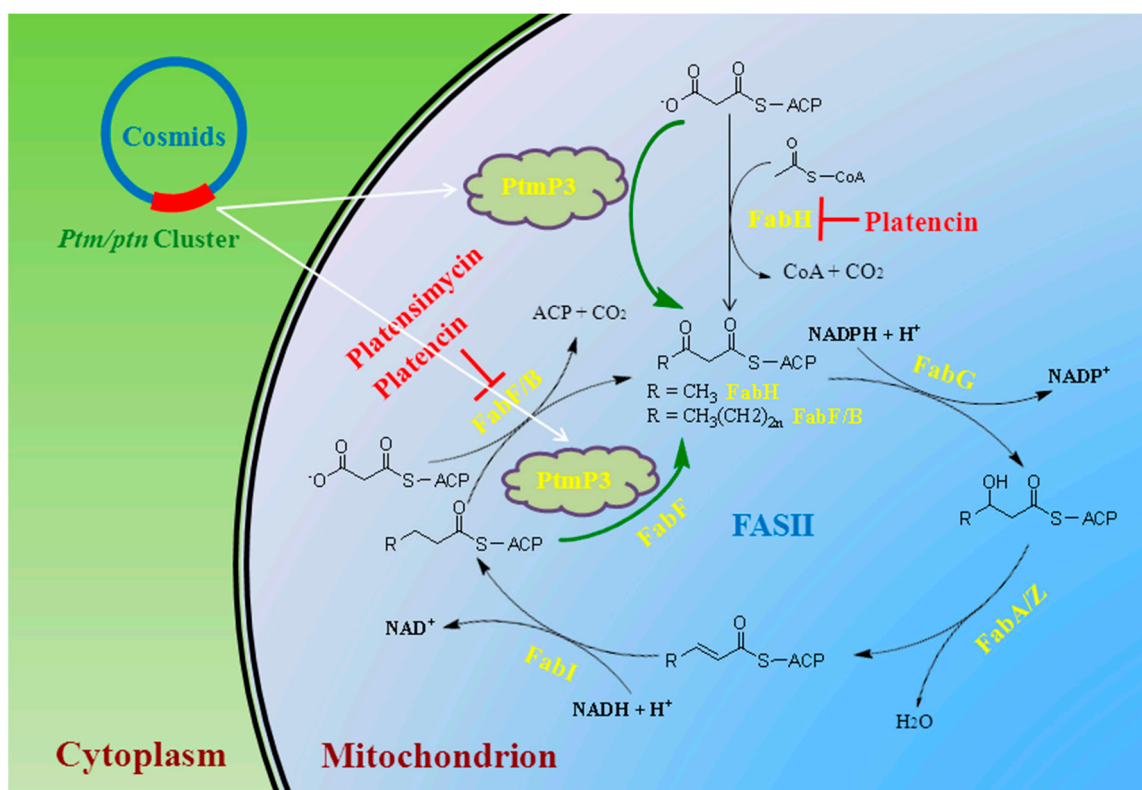 O
O
-O
S—ACP
Cosmids
PtmP3
O
S—CoA
FabH
Platencin
Ptm/ptn Cluster
CoA + CO2
Platensimycin
Platencin
ACP + CO2
FabF/B
O
O
R
S—ACP
NADPH + H+
FabG
NADP+
R = CH3 FabH
R = CH3(CH2)2n FabF/B
O
O
-O
S—ACP
PtmP3
OH
O
R
S—ACP
O
R
S—ACP
FabF
FASII
FabA/Z
NAD+
FabI
O
R
S—ACP
NADH + H+
H2O
Cytoplasm
Mitochondrion